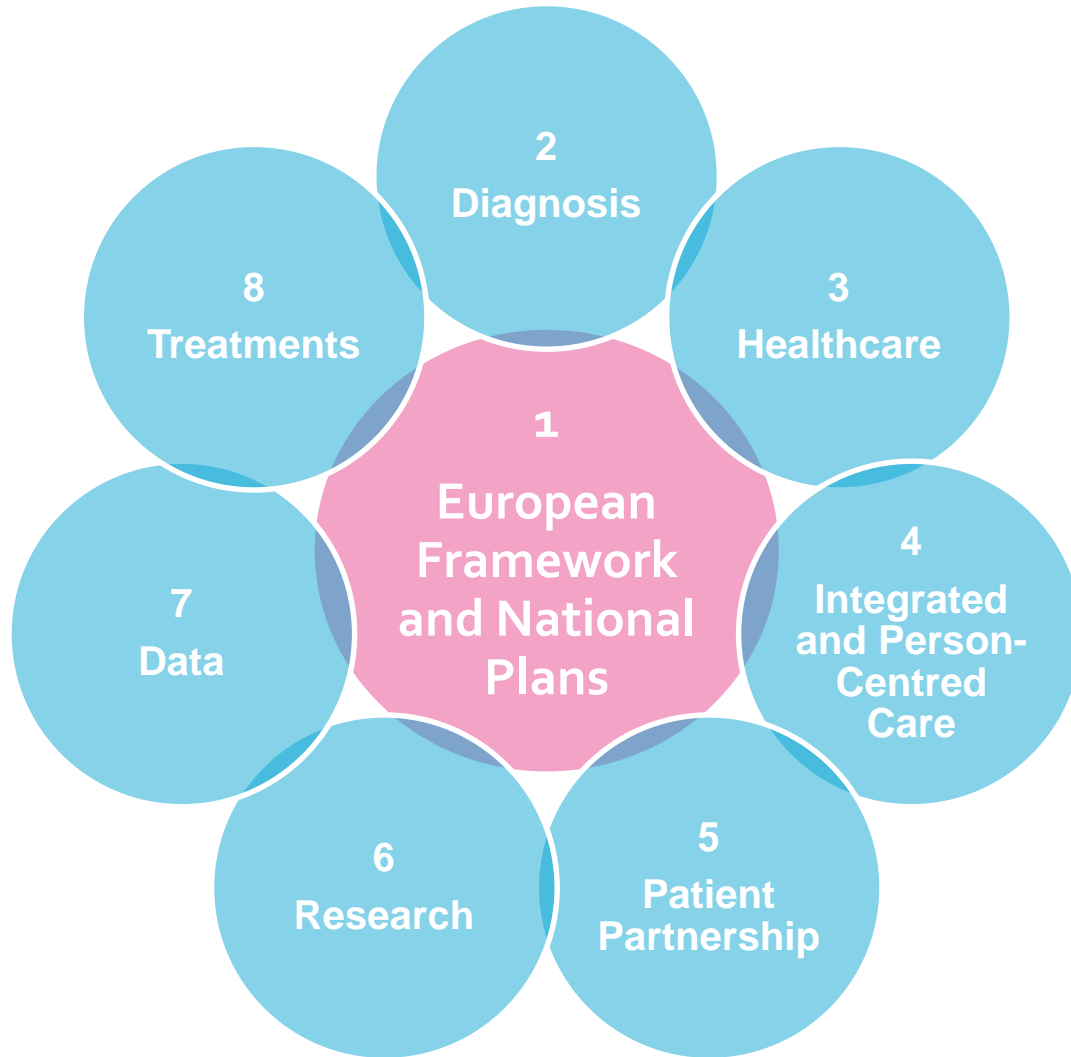 1
European
Framework
and National
Plans
2
Diagnosis
3
Healthcare
4
Integrated
and Person-
Centred
Care
5
Patient
Partnership
6
Research
7
Data
8
Treatments